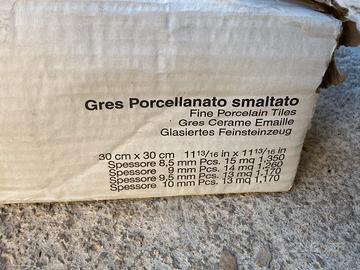 Gres Porcellanato smaltato
Fine Porcelain Tiles
Gres Cerame Emaille
Glasiertes Feinsteinzeug
30 cm x 30 cm 11 13/16 in x 11 13/16 in
Spessore 8,5 mm Pcs. 15 mq 1,350
Spessore 9 mm Pcs. 14 mq 1,260
Spessore 9,5 mm Pcs. 13 mq 1,170
Spessore 10 mm Pcs. 13 mq 1,170